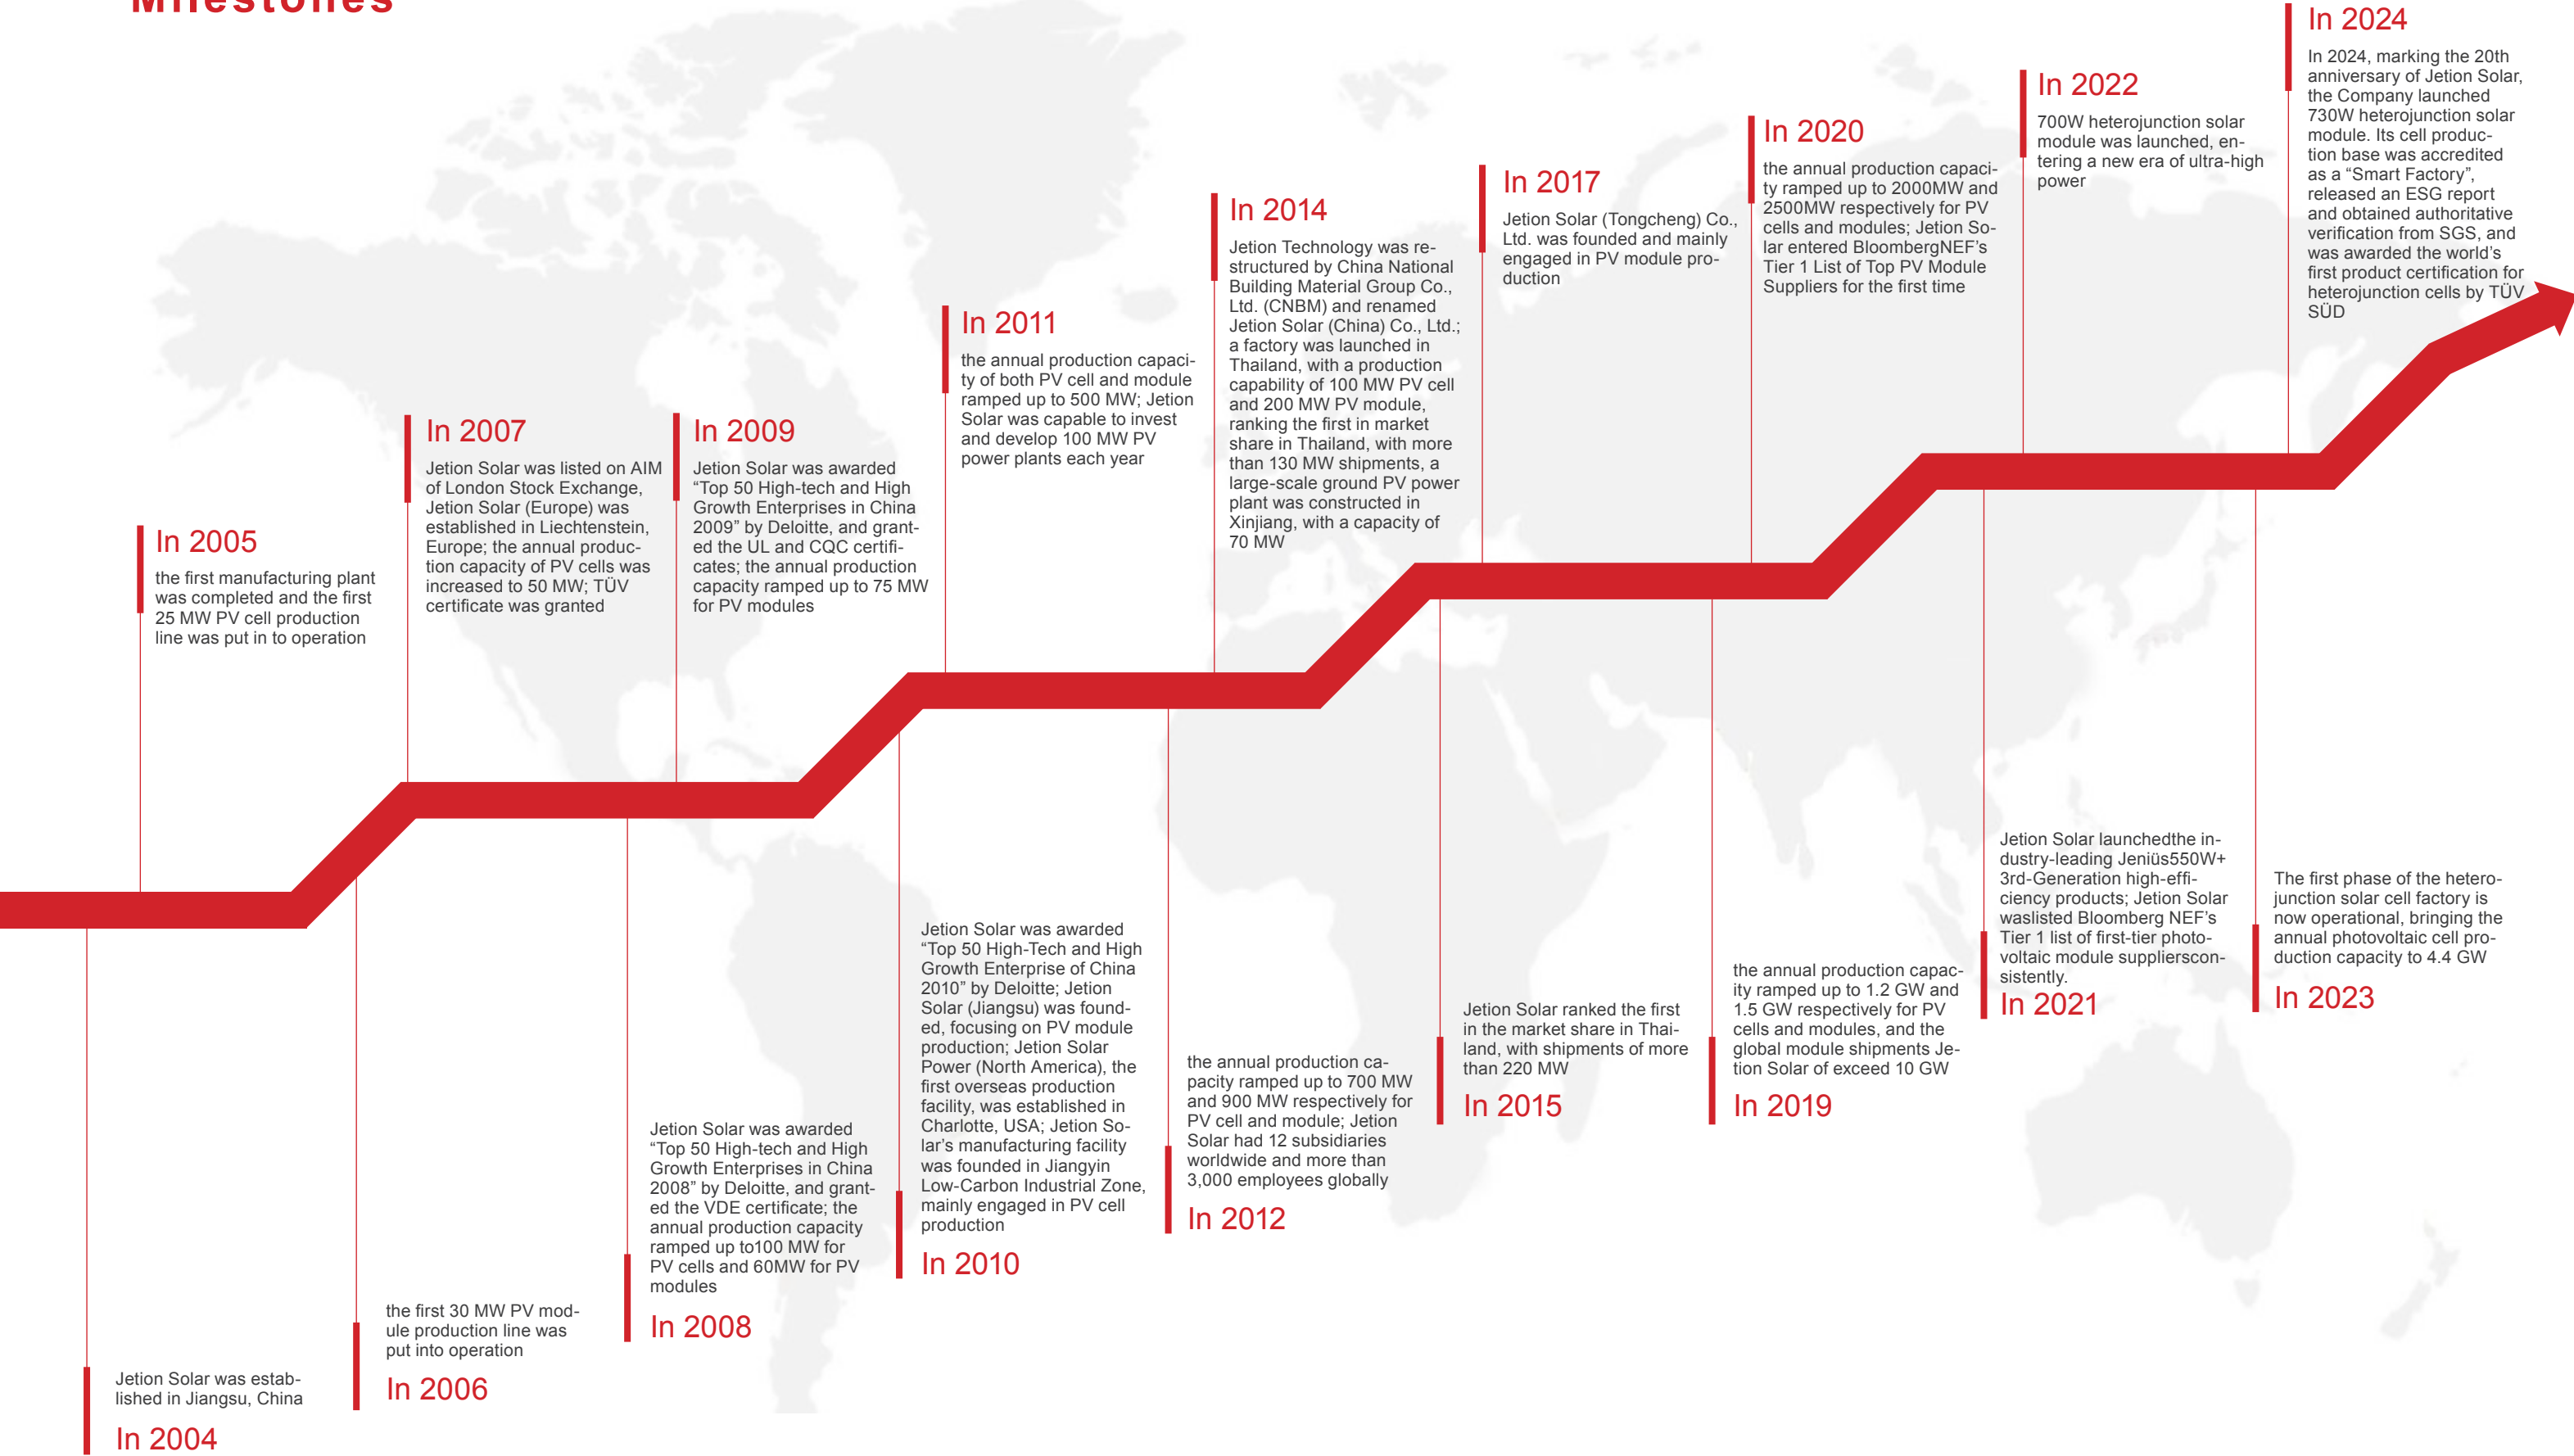 Milestones
In 2004
Jetion Solar was estab-
lished in Jiangsu, China
In 2005
the first manufacturing plant
was completed and the first
25 MW PV cell production
line was put in to operation
In 2006
the first 30 MW PV mod-
ule production line was
put into operation
In 2007
Jetion Solar was listed on AIM
of London Stock Exchange,
Jetion Solar (Europe) was
established in Liechtenstein,
Europe; the annual produc-
tion capacity of PV cells was
increased to 50 MW; TÜV
certificate was granted
In 2008
Jetion Solar was awarded
“Top 50 High-tech and High
Growth Enterprises in China
2008” by Deloitte, and grant-
ed the VDE certificate; the
annual production capacity
ramped up to100 MW for
PV cells and 60MW for PV
modules
In 2009
Jetion Solar was awarded
“Top 50 High-tech and High
Growth Enterprises in China
2009” by Deloitte, and grant-
ed the UL and CQC certifi-
cates; the annual production
capacity ramped up to 75 MW
for PV modules
In 2010
Jetion Solar was awarded
“Top 50 High-Tech and High
Growth Enterprise of China
2010” by Deloitte; Jetion
Solar (Jiangsu) was found-
ed, focusing on PV module
production; Jetion Solar
Power (North America), the
first overseas production
facility, was established in
Charlotte, USA; Jetion So-
lar’s manufacturing facility
was founded in Jiangyin
Low-Carbon Industrial Zone,
mainly engaged in PV cell
production
In 2011
the annual production capaci-
ty of both PV cell and module
ramped up to 500 MW; Jetion
Solar was capable to invest
and develop 100 MW PV
power plants each year
In 2012
the annual production ca-
pacity ramped up to 700 MW
and 900 MW respectively for
PV cell and module; Jetion
Solar had 12 subsidiaries
worldwide and more than
3,000 employees globally
In 2014
Jetion Technology was re-
structured by China National
Building Material Group Co.,
Ltd. (CNBM) and renamed
Jetion Solar (China) Co., Ltd.;
a factory was launched in
Thailand, with a production
capability of 100 MW PV cell
and 200 MW PV module,
ranking the first in market
share in Thailand, with more
than 130 MW shipments, a
large-scale ground PV power
plant was constructed in
Xinjiang, with a capacity of
70 MW
In 2015
Jetion Solar ranked the first
in the market share in Thai-
land, with shipments of more
than 220 MW
In 2017
Jetion Solar (Tongcheng) Co.,
Ltd. was founded and mainly
engaged in PV module pro-
duction
In 2019
the annual production capac-
ity ramped up to 1.2 GW and
1.5 GW respectively for PV
cells and modules, and the
global module shipments Je-
tion Solar of exceed 10 GW
In 2020
the annual production capaci-
ty ramped up to 2000MW and
2500MW respectively for PV
cells and modules; Jetion So-
lar entered BloombergNEF’s
Tier 1 List of Top PV Module
Suppliers for the first time
In 2021
Jetion Solar launchedthe in-
dustry-leading Jeniüs550W+
3rd-Generation high-effi-
ciency products; Jetion Solar
waslisted Bloomberg NEF’s
Tier 1 list of first-tier photo-
voltaic module supplierscon-
sistently.
In 2022
700W heterojunction solar
module was launched, en-
tering a new era of ultra-high
power
In 2023
The first phase of the hetero-
junction solar cell factory is
now operational, bringing the
annual photovoltaic cell pro-
duction capacity to 4.4 GW
In 2024
In 2024, marking the 20th
anniversary of Jetion Solar,
the Company launched
730W heterojunction solar
module. Its cell produc-
tion base was accredited
as a “Smart Factory”,
released an ESG report
and obtained authoritative
verification from SGS, and
was awarded the world’s
first product certification for
heterojunction cells by TÜV
SÜD